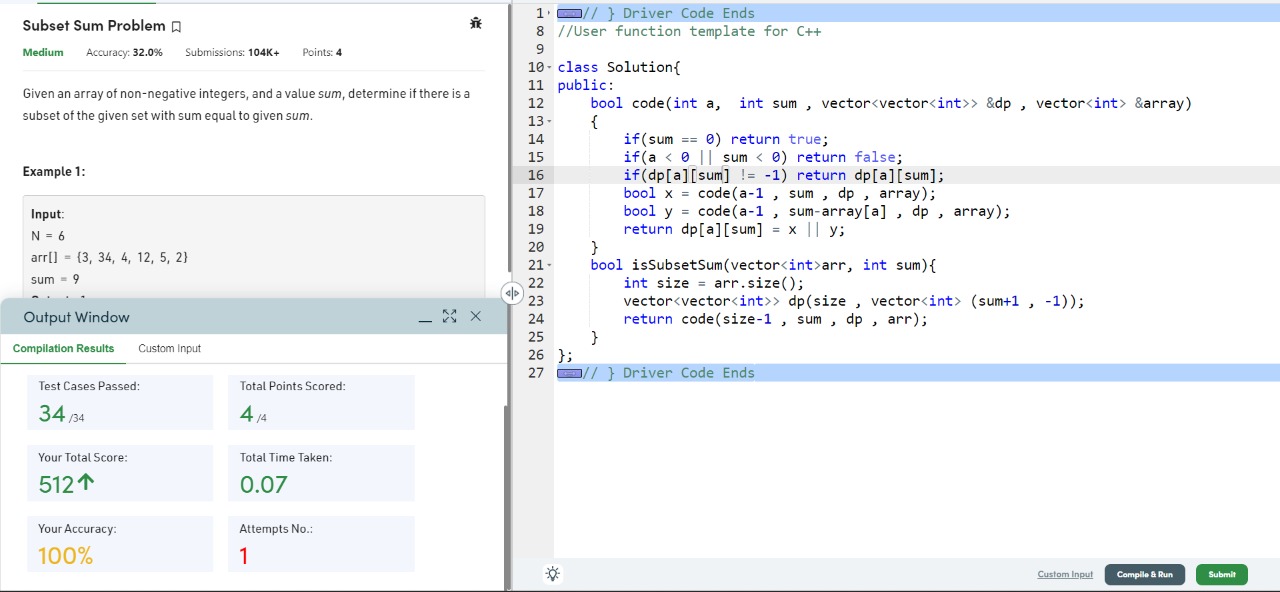 Subset Sum Problem
Medium Accuracy: 32.0% Submissions: 104K+ Points: 4
Given an array of non-negative integers, and a value sum, determine if there is a
subset of the given set with sum equal to given sum.
Example 1:
Input:
N = 6
arr[] = {3, 34, 4, 12, 5, 2}
sum = 9
Output Window
Compilation Results Custom Input
Test Cases Passed: Total Points Scored:
34 /34 4 /4
Your Total Score: Total Time Taken:
512 0.07
Your Accuracy: Attempts No.:
100% 1
1 // } Driver Code Ends
8 //User function template for C++
9
10 class Solution{
11 public:
12 bool code(int a, int sum , vector<vector<int>> &dp , vector<int> &array)
13 {
14 if(sum == 0) return true;
15 if(a < 0 || sum < 0) return false;
16 if(dp[a][sum] != -1) return dp[a][sum];
17 bool x = code(a-1 , sum , dp , array);
18 bool y = code(a-1 , sum-array[a] , dp , array);
19 return dp[a][sum] = x || y;
20 }
21 bool isSubsetSum(vector<int>arr, int sum){
22 int size = arr.size();
23 vector<vector<int>> dp(size , vector<int> (sum+1 , -1));
24 return code(size-1 , sum , dp , arr);
25 }
26 };
27 // } Driver Code Ends
Custom Input Compile & Run Submit